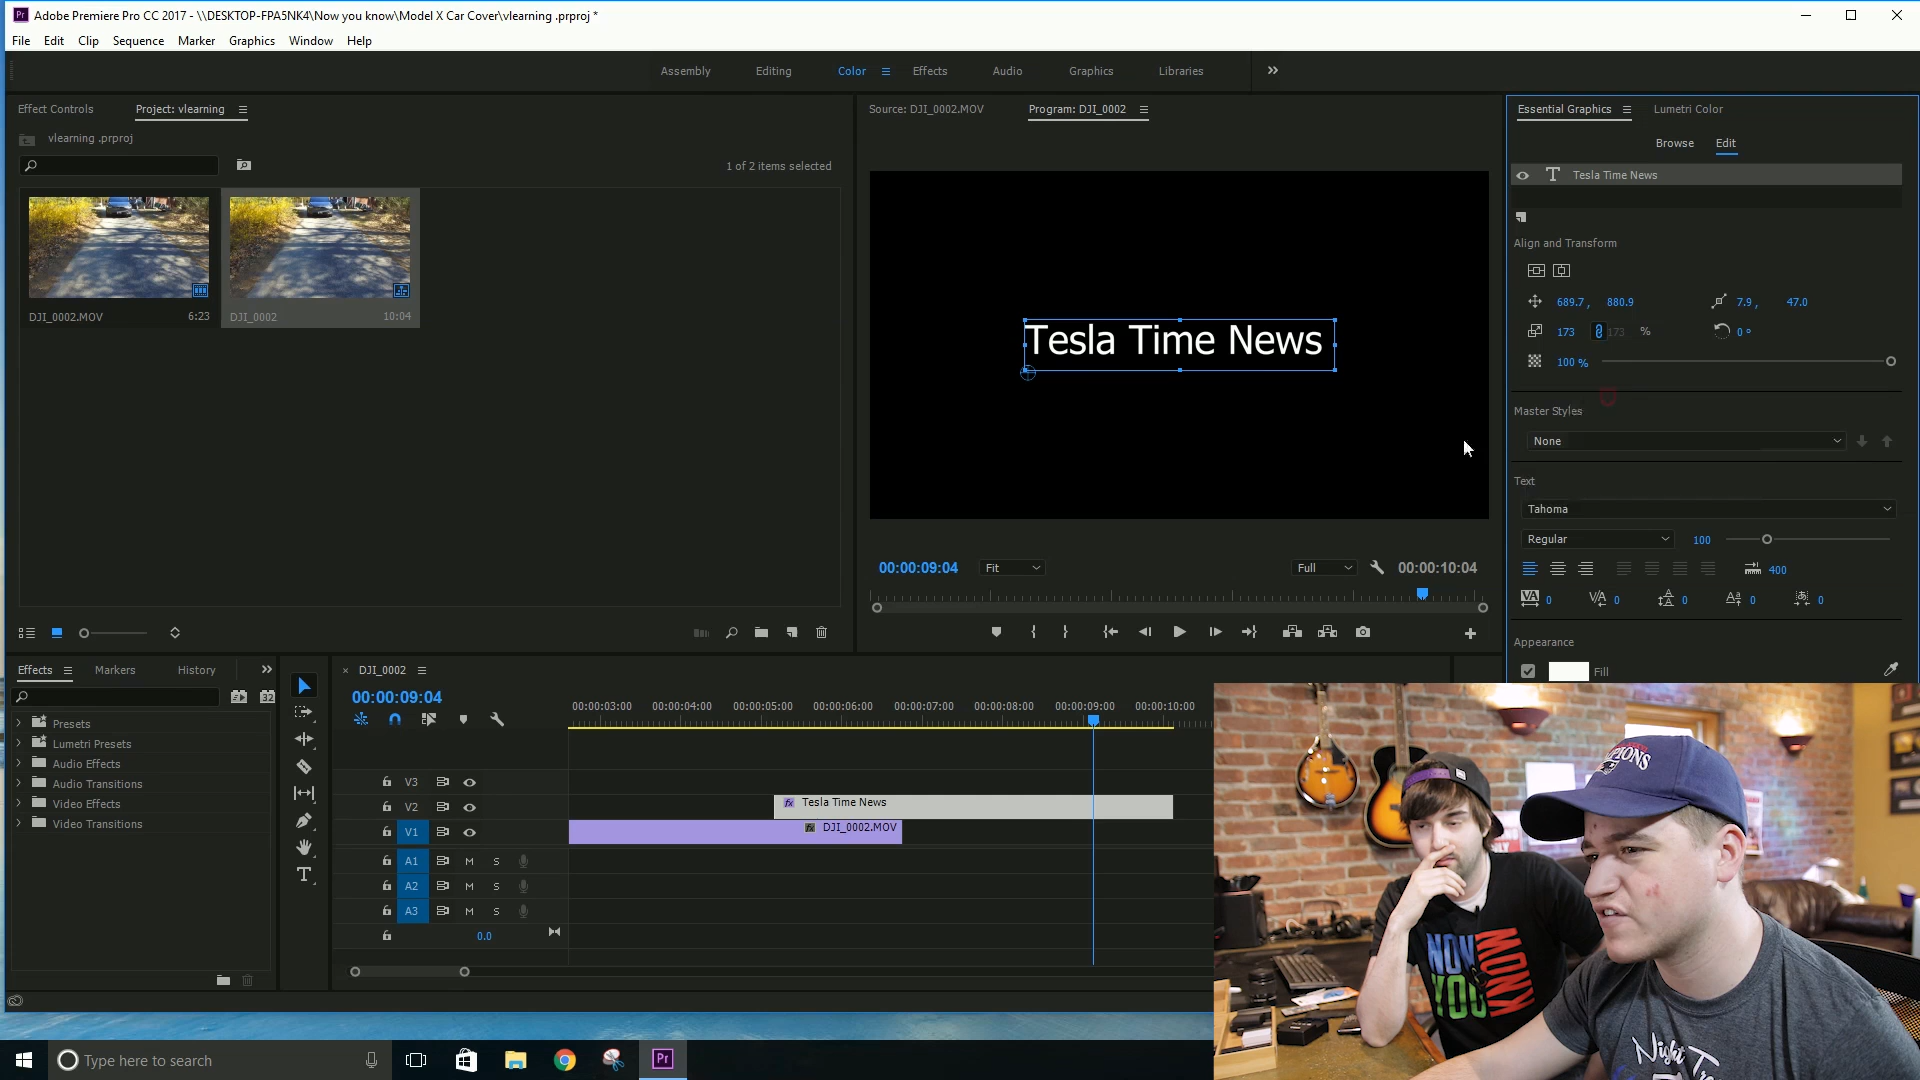 Adobe Premiere Pro CC 2017 - \\DESKTOP-FPA5NK4\Now you know\Model X Car Cover\vlearning .prproj *
File Edit Clip Sequence Marker Graphics Window Help
Assembly Editing Color Effects Audio Graphics Libraries
Effect Controls Project: vlearning
vlearning .prproj
1 of 2 items selected
DJI_0002.MOV 6:23
DJI_0002 10:04
Source: DJI_0002.MOV Program: DJI_0002
Tesla Time News
00:00:09:04 Fit Full 00:00:10:04
Essential Graphics Lumetri Color
Browse Edit
Tesla Time News
Align and Transform
689.7 , 880.9 7.9 , 47.0
173 173 % 0 °
100 %
Master Styles
None
Text
Tahoma
Regular 100
400
0 0 0 0 0
Appearance
Fill
Effects Markers History
32
Presets
Lumetri Presets
Audio Effects
Audio Transitions
Video Effects
Video Transitions
× DJI_0002
00:00:09:04
00:00:03:00 00:00:04:00 00:00:05:00 00:00:06:00 00:00:07:00 00:00:08:00 00:00:09:00 00:00:10:00
V3
V2 fx Tesla Time News
V1 fx DJI_0002.MOV
A1 M S
A2 M S
A3 M S
0.0
NOW
YOU
Night
Type here to search
Pr